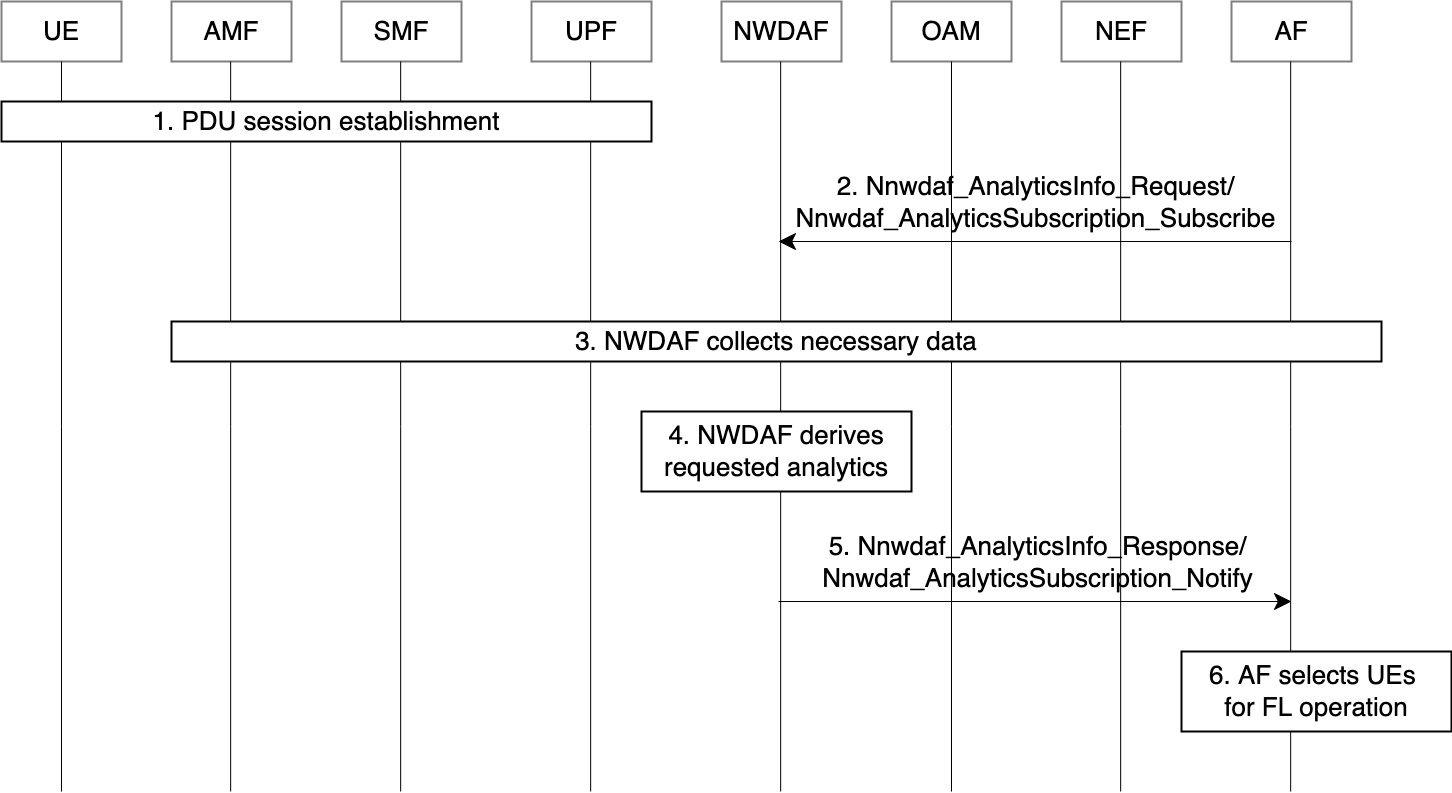 UE
AMF
SMF
UPF
NWDAF
OAM
NEF
AF
1. PDU session establishment
2. Nnwdaf_AnalyticsInfo_Request/
Nnwdaf_AnalyticsSubscription_Subscribe
3. NWDAF collects necessary data
4. NWDAF derives
requested analytics
5. Nnwdaf_AnalyticsInfo_Response/
Nnwdaf_AnalyticsSubscription_Notify
6. AF selects UEs
for FL operation